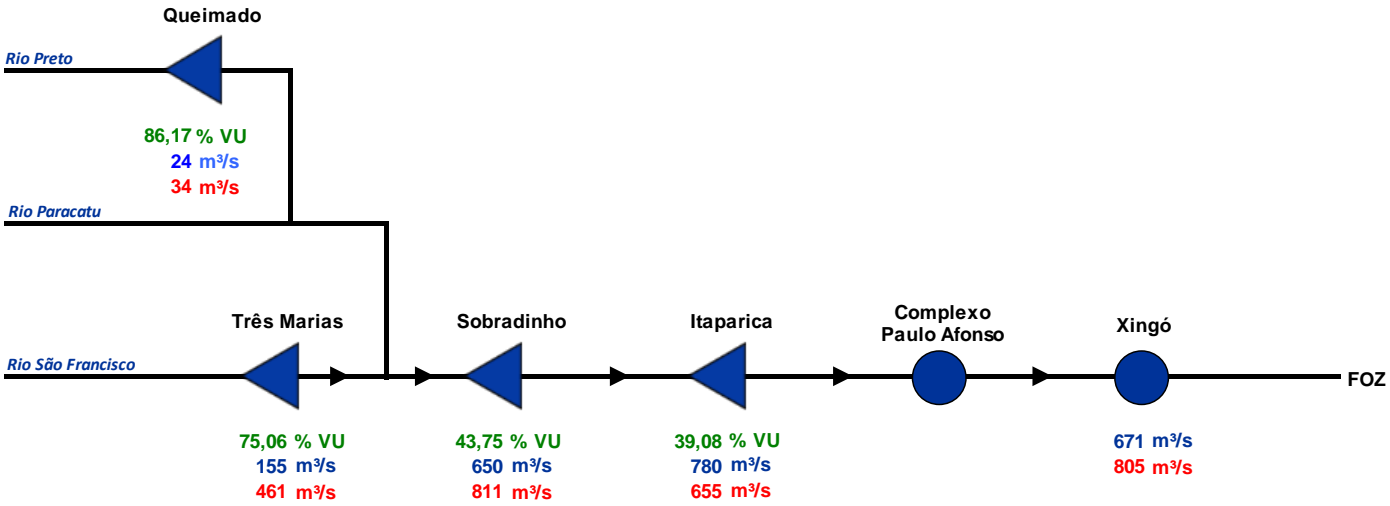 Queimado
Rio Preto
86,17 % VU
24 m³/s
34 m³/s
Rio Paracatu
Três Marias
Sobradinho
Itaparica
Complexo
Paulo Afonso
Xingó
Rio São Francisco
FOZ
75,06 % VU
155 m³/s
461 m³/s
43,75 % VU
650 m³/s
811 m³/s
39,08 % VU
780 m³/s
655 m³/s
671 m³/s
805 m³/s